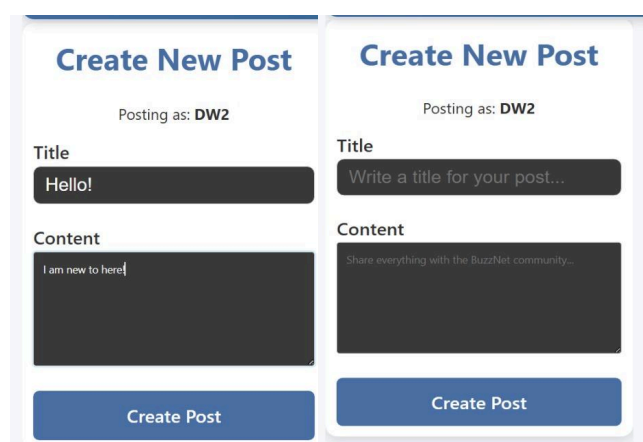 Create New Post
Posting as: DW2
Title
Hello!
Content
I am new to here!
Create Post
Create New Post
Posting as: DW2
Title
Write a title for your post...
Content
Share everything with the BuzzNet community...
Create Post